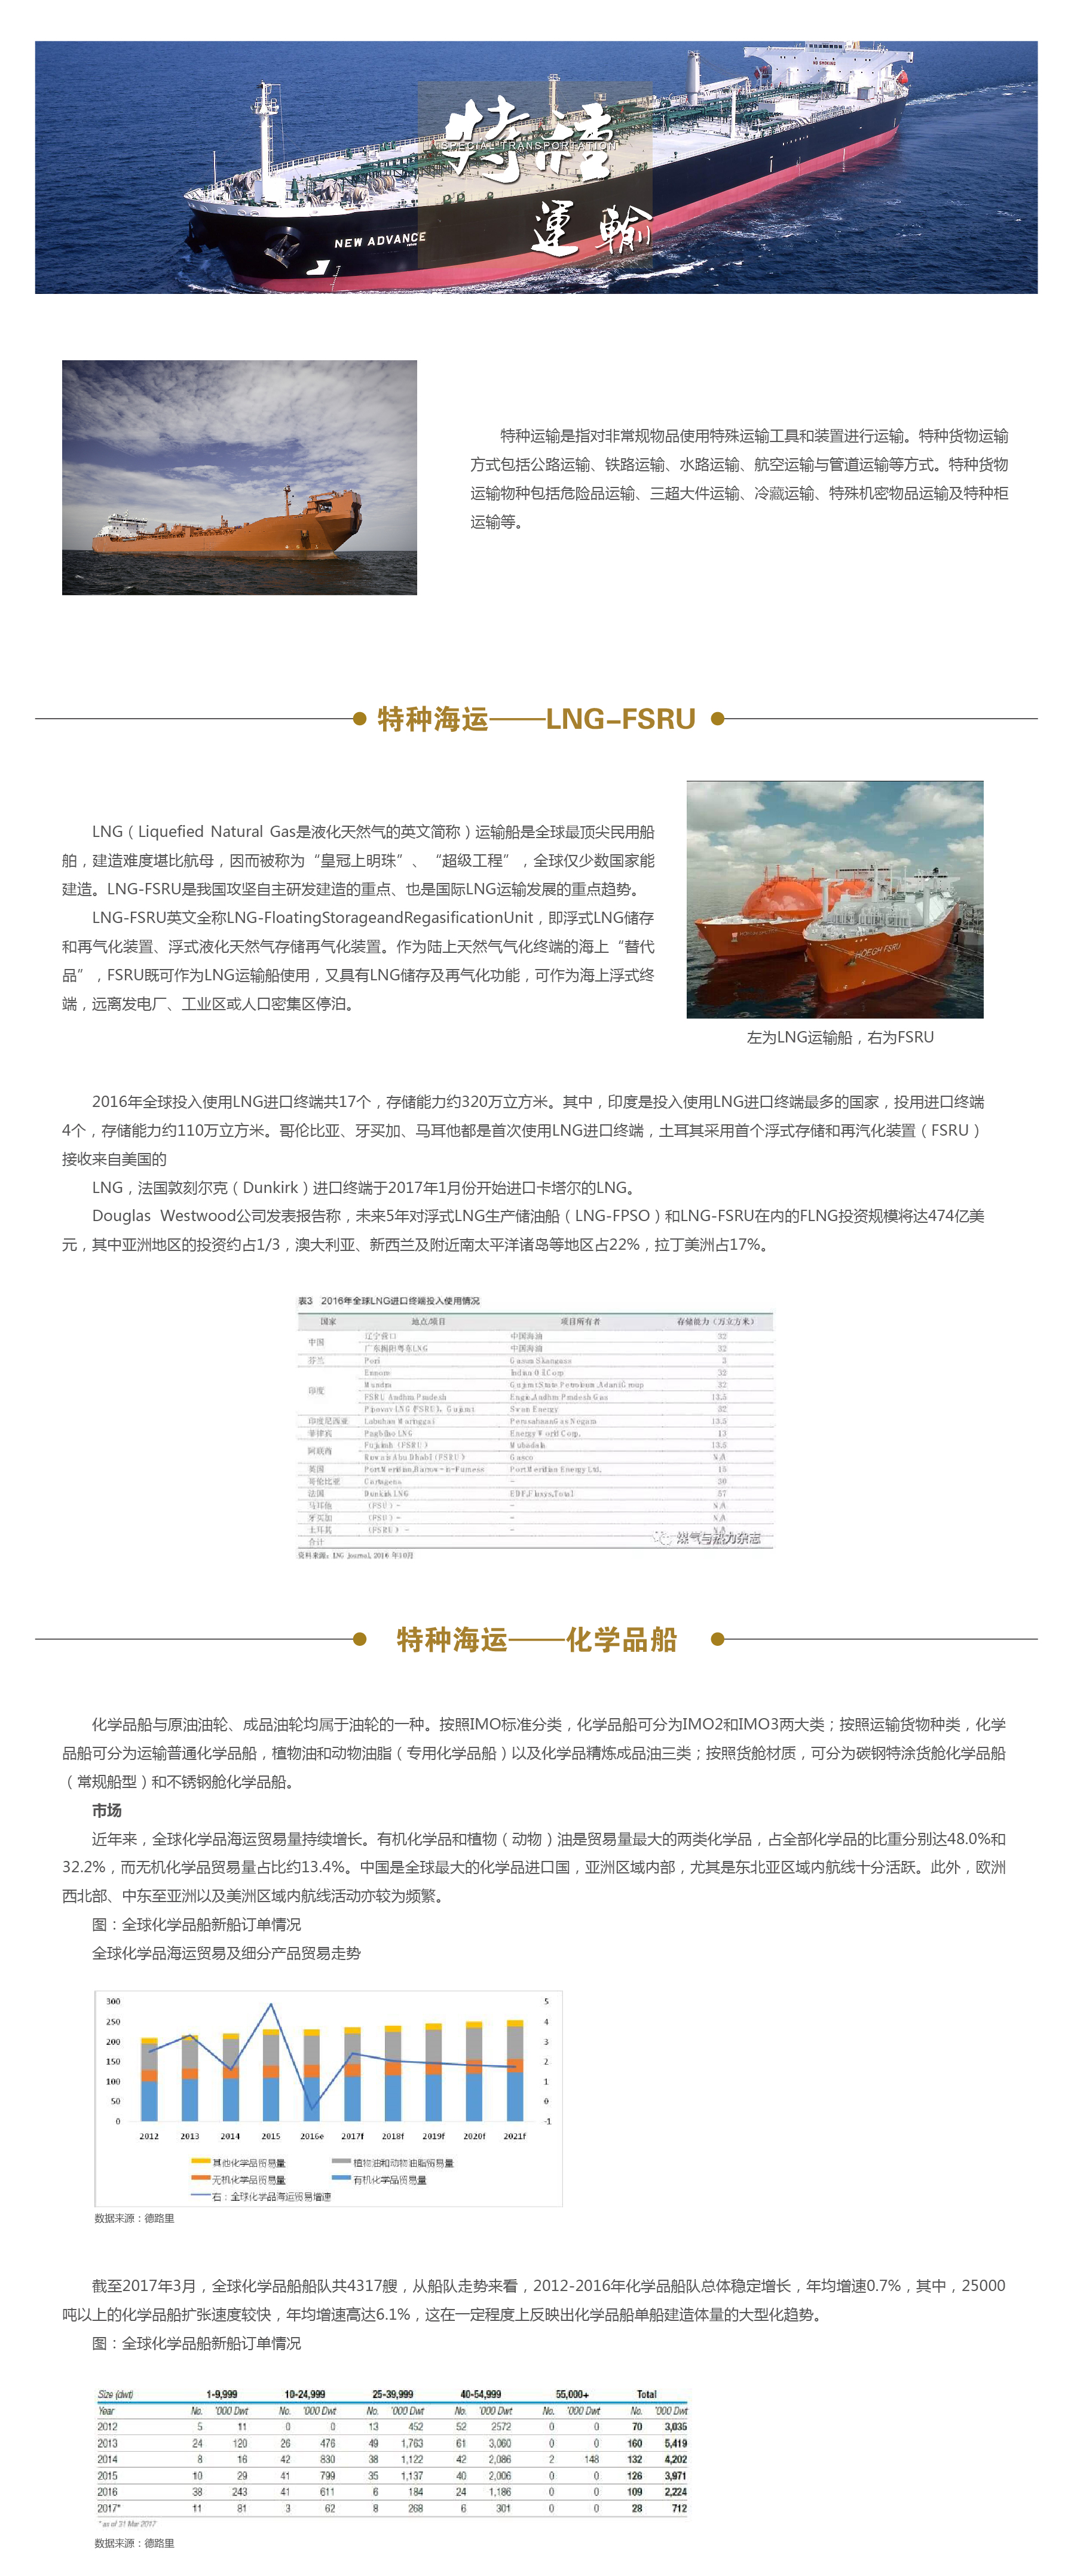 特種
SPECIAL TRANSPORTATION
運輸
NEW ADVANCE
NO SMOKING
特种运输是指对非常规物品使用特殊运输工具和装置进行运输。特种货物运输
方式包括公路运输、铁路运输、水路运输、航空运输与管道运输等方式。特种货物
运输物种包括危险品运输、三超大件运输、冷藏运输、特殊机密物品运输及特种柜
运输等。
特种海运——LNG-FSRU
LNG（Liquefied Natural Gas是液化天然气的英文简称）运输船是全球最顶尖民用船
舶，建造难度堪比航母，因而被称为“皇冠上明珠”、“超级工程”，全球仅少数国家能
建造。LNG-FSRU是我国攻坚自主研发建造的重点、也是国际LNG运输发展的重点趋势。
LNG-FSRU英文全称LNG-FloatingStorageandRegasificationUnit，即浮式LNG储存
和再气化装置、浮式液化天然气存储再气化装置。作为陆上天然气气化终端的海上“替代
品”，FSRU既可作为LNG运输船使用，又具有LNG储存及再气化功能，可作为海上浮式终
端，远离发电厂、工业区或人口密集区停泊。
HOEGH FSRU
左为LNG运输船，右为FSRU
2016年全球投入使用LNG进口终端共17个，存储能力约320万立方米。其中，印度是投入使用LNG进口终端最多的国家，投用进口终端
4个，存储能力约110万立方米。哥伦比亚、牙买加、马耳他都是首次使用LNG进口终端，土耳其采用首个浮式存储和再汽化装置（FSRU）
接收来自美国的
LNG，法国敦刻尔克（Dunkirk）进口终端于2017年1月份开始进口卡塔尔的LNG。
Douglas Westwood公司发表报告称，未来5年对浮式LNG生产储油船（LNG-FPSO）和LNG-FSRU在内的FLNG投资规模将达474亿美
元，其中亚洲地区的投资约占1/3，澳大利亚、新西兰及附近南太平洋诸岛等地区占22%，拉丁美洲占17%。
表3 2016年全球LNG进口终端投入使用情况
国家 地点/项目 项目所有者 存储能力（万立方米）
中国 辽宁营口 中国海油 32
广东揭阳粤东LNG 中国海油 32
芬兰 Pori Gasum Skangass 3
印度 Ennore Indian Oil Corp 32
Mundra Gujarat State Petroleum, Adani Group 32
FSRU Andhra Pradesh Engie, Andhra Pradesh Gas 13.5
Pipavav LNG (FSRU), Gujarat Swan Energy 32
印度尼西亚 Labuhan Maringgai Perusahaan Gas Negara 13.5
菲律宾 Pagbilao LNG Energy World Corp. 13
阿联酋 Fujairah（FSRU） Mubadala 13.5
Ruwais Abu Dhabi（FSRU） Gasco N.A
英国 Port Meridian, Barrow-in-Furness Port Meridian Energy Ltd. 15
哥伦比亚 Cartagena - 30
法国 Dunkirk LNG EDF, Fluxys, Total 57
马耳他 （FSU）- - N.A
牙买加 （FSU）- - N.A
土耳其 （FSRU）- - N.A
合计
煤气与热力杂志
资料来源：LNG journal, 2016 年10月
特种海运——化学品船
化学品船与原油油轮、成品油轮均属于油轮的一种。按照IMO标准分类，化学品船可分为IMO2和IMO3两大类；按照运输货物种类，化学
品船可分为运输普通化学品船，植物油和动物油脂（专用化学品船）以及化学品精炼成品油三类；按照货舱材质，可分为碳钢特涂货舱化学品船
（常规船型）和不锈钢舱化学品船。
市场
近年来，全球化学品海运贸易量持续增长。有机化学品和植物（动物）油是贸易量最大的两类化学品，占全部化学品的比重分别达48.0%和
32.2%，而无机化学品贸易量占比约13.4%。中国是全球最大的化学品进口国，亚洲区域内部，尤其是东北亚区域内航线十分活跃。此外，欧洲
西北部、中东至亚洲以及美洲区域内航线活动亦较为频繁。
图：全球化学品船新船订单情况
全球化学品海运贸易及细分产品贸易走势
300 5
250 4
200 3
150 2
100 1
50 0
0 -1
2012 2013 2014 2015 2016e 2017f 2018f 2019f 2020f 2021f
其他化学品贸易量 植物油和动物油脂贸易量
无机化学品贸易量 有机化学品贸易量
右：全球化学品海运贸易增速
数据来源：德路里
截至2017年3月，全球化学品船船队共4317艘，从船队走势来看，2012-2016年化学品船队总体稳定增长，年均增速0.7%，其中，25000
吨以上的化学品船扩张速度较快，年均增速高达6.1%，这在一定程度上反映出化学品船单船建造体量的大型化趋势。
图：全球化学品船新船订单情况
Size (dwt) 1-9,999 10-24,999 25-39,999 40-54,999 55,000+ Total
Year No. '000 Dwt No. '000 Dwt No. '000 Dwt No. '000 Dwt No. '000 Dwt No. '000 Dwt
2012 5 11 0 0 13 452 52 2572 0 0 70 3,035
2013 24 120 26 476 49 1,763 61 3,060 0 0 160 5,419
2014 8 16 42 830 38 1,122 42 2,086 2 148 132 4,202
2015 10 29 41 799 35 1,137 40 2,006 0 0 126 3,971
2016 38 243 41 611 6 184 24 1,186 0 0 109 2,224
2017* 11 81 3 62 8 268 6 301 0 0 28 712
* as of 31 Mar 2017
数据来源：德路里